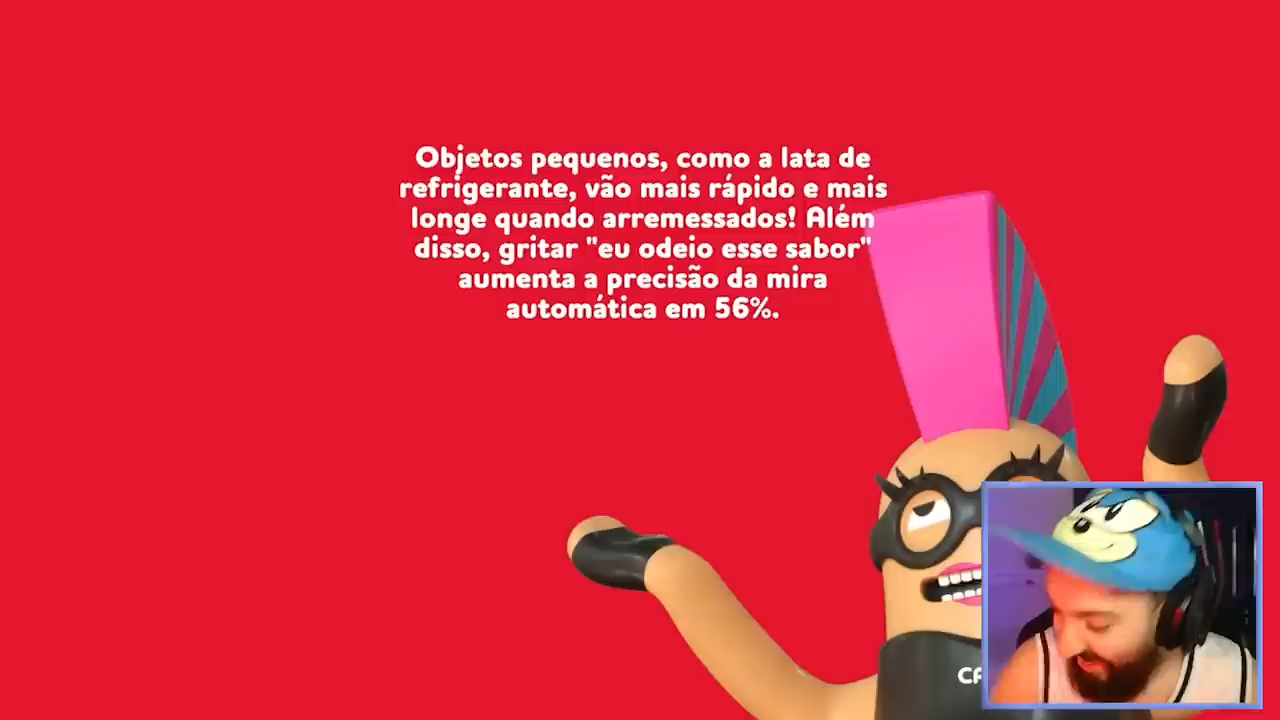 Objetos pequenos, como a lata de
refrigerante, vão mais rápido e mais
longe quando arremessados! Além
disso, gritar "eu odeio esse sabor"
aumenta a precisão da mira
automática em 56%.